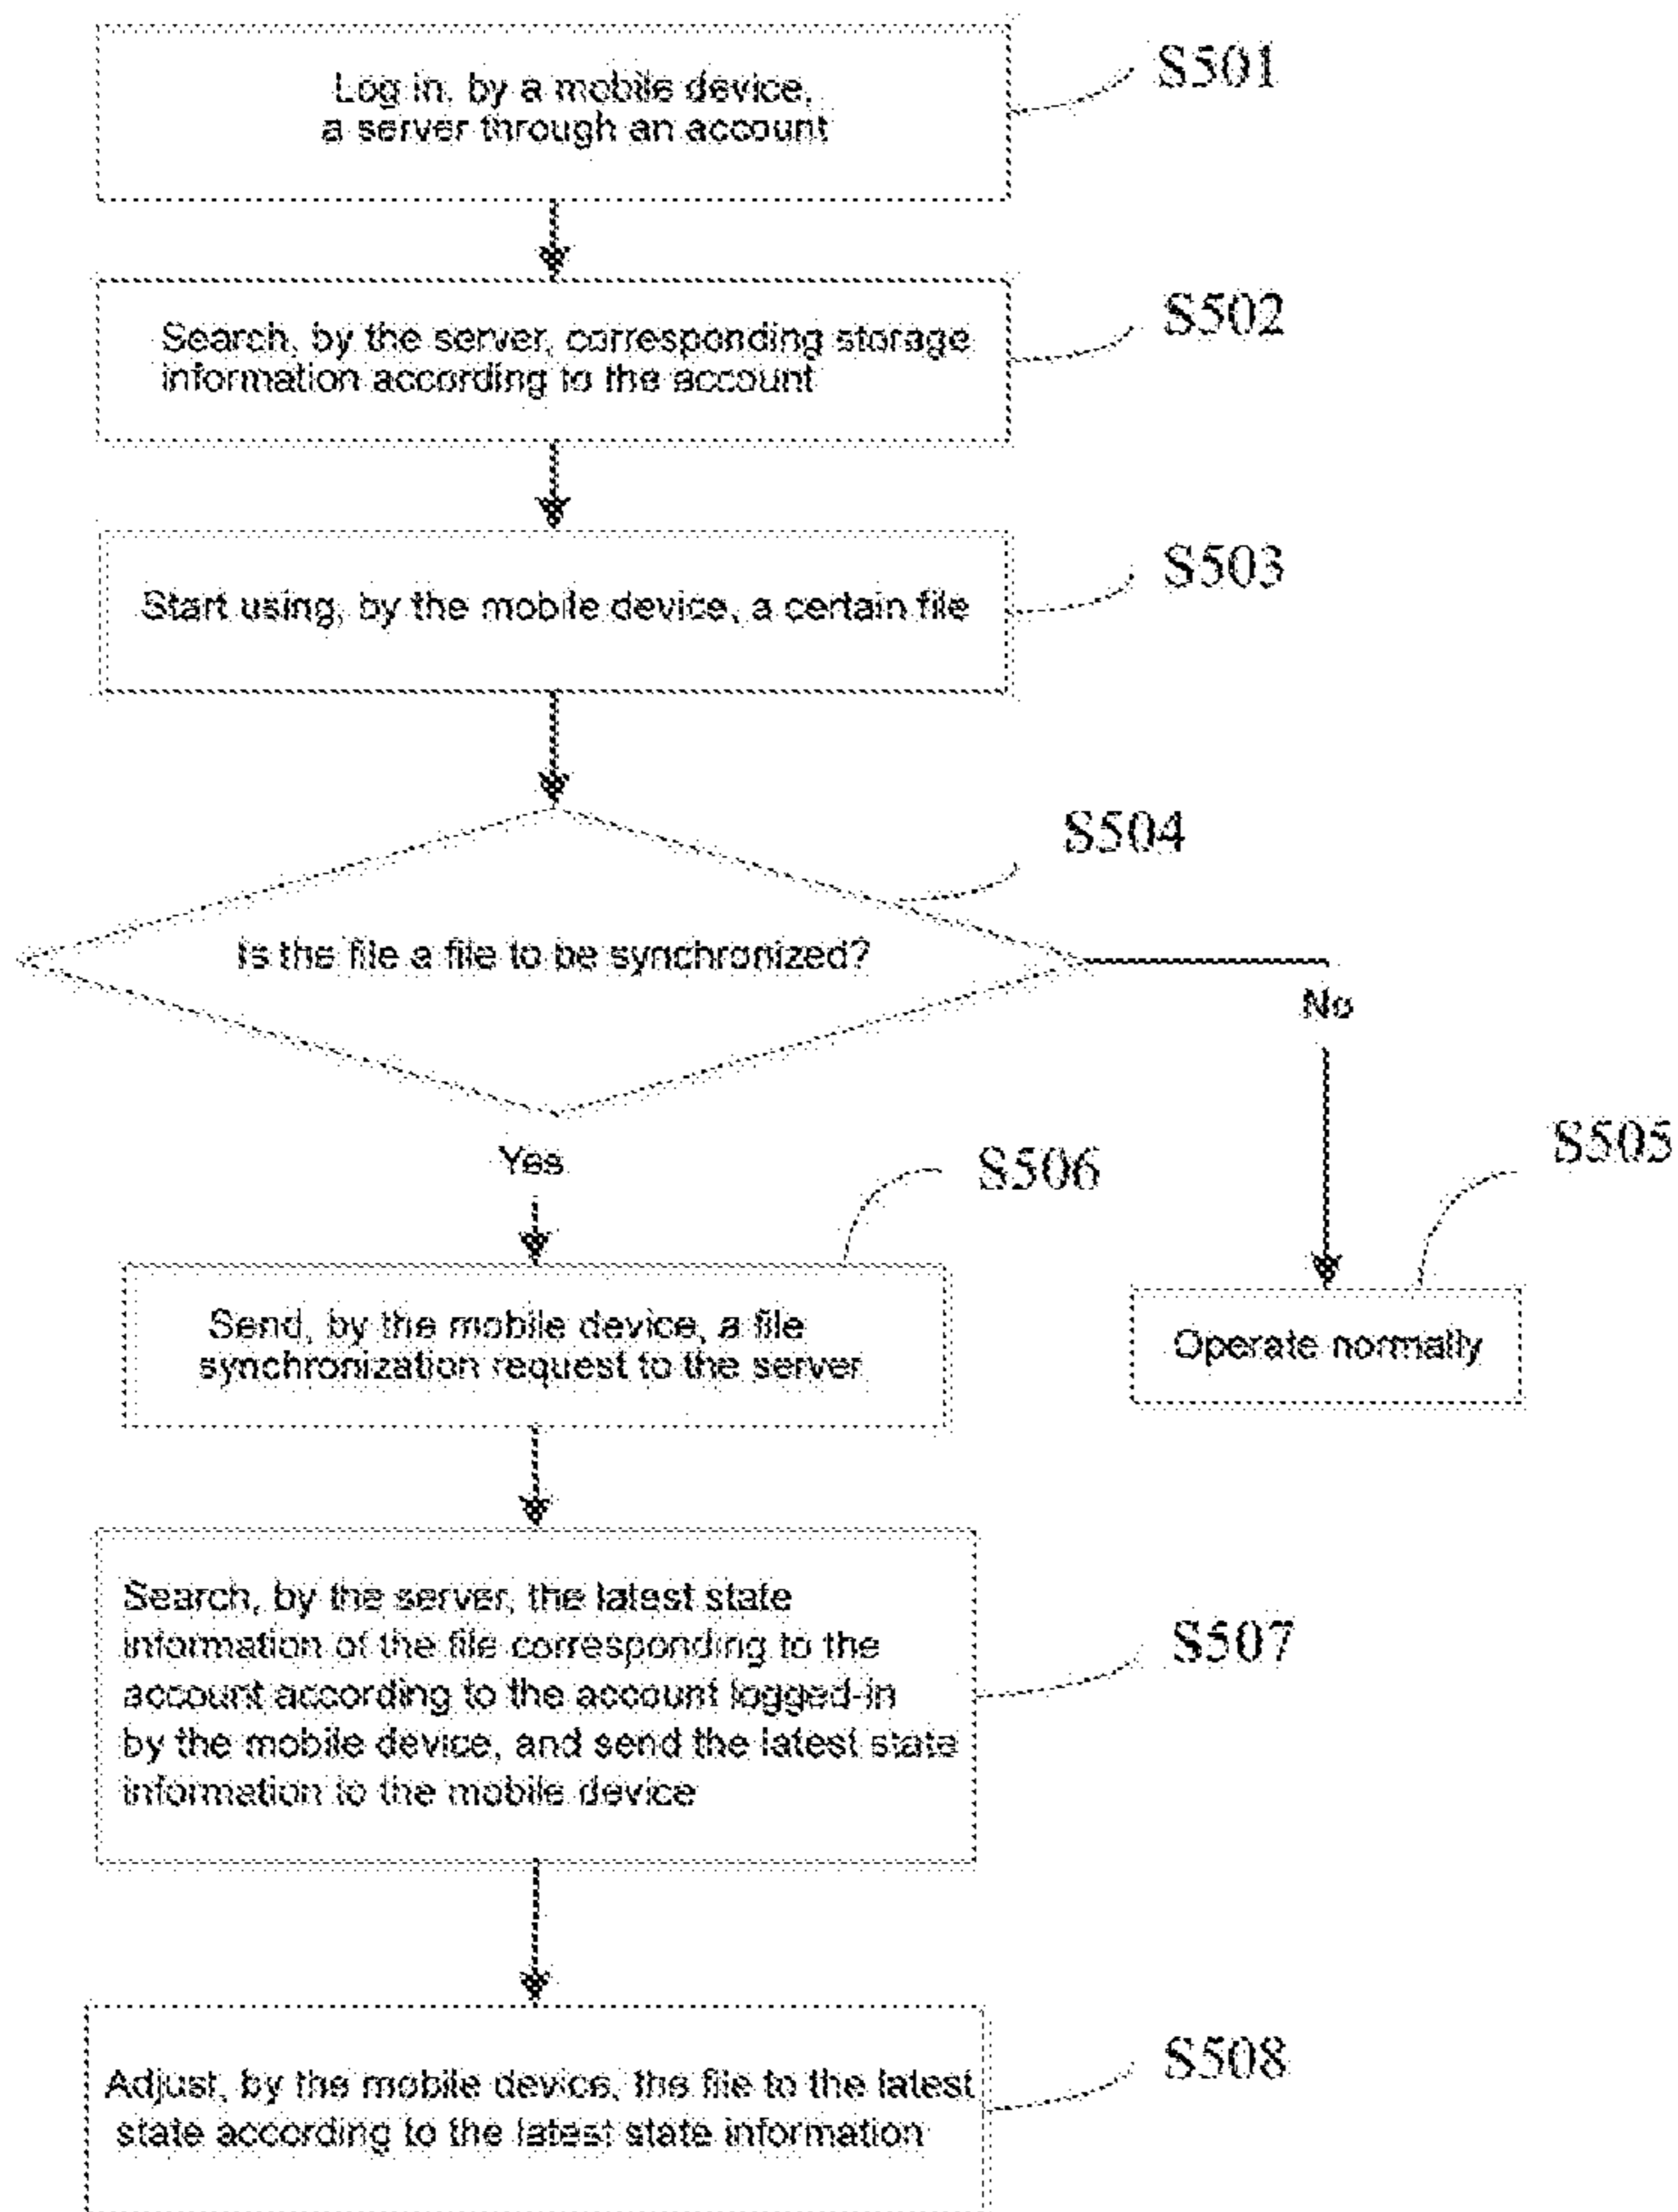 Log in, by a mobile device,
a server through an account
S501
Search, by the server, corresponding storage
information according to the account
S502
Start using, by the mobile device, a certain file
S503
Is the file a file to be synchronized?
S504
No
Yes
S506
S505
Send, by the mobile device, a file
synchronization request to the server
Operate normally
Search, by the server, the latest state
information of the file corresponding to the
account according to the account logged-in
by the mobile device, and send the latest state
information to the mobile device
S507
Adjust, by the mobile device, the file to the latest
state according to the latest state information
S508